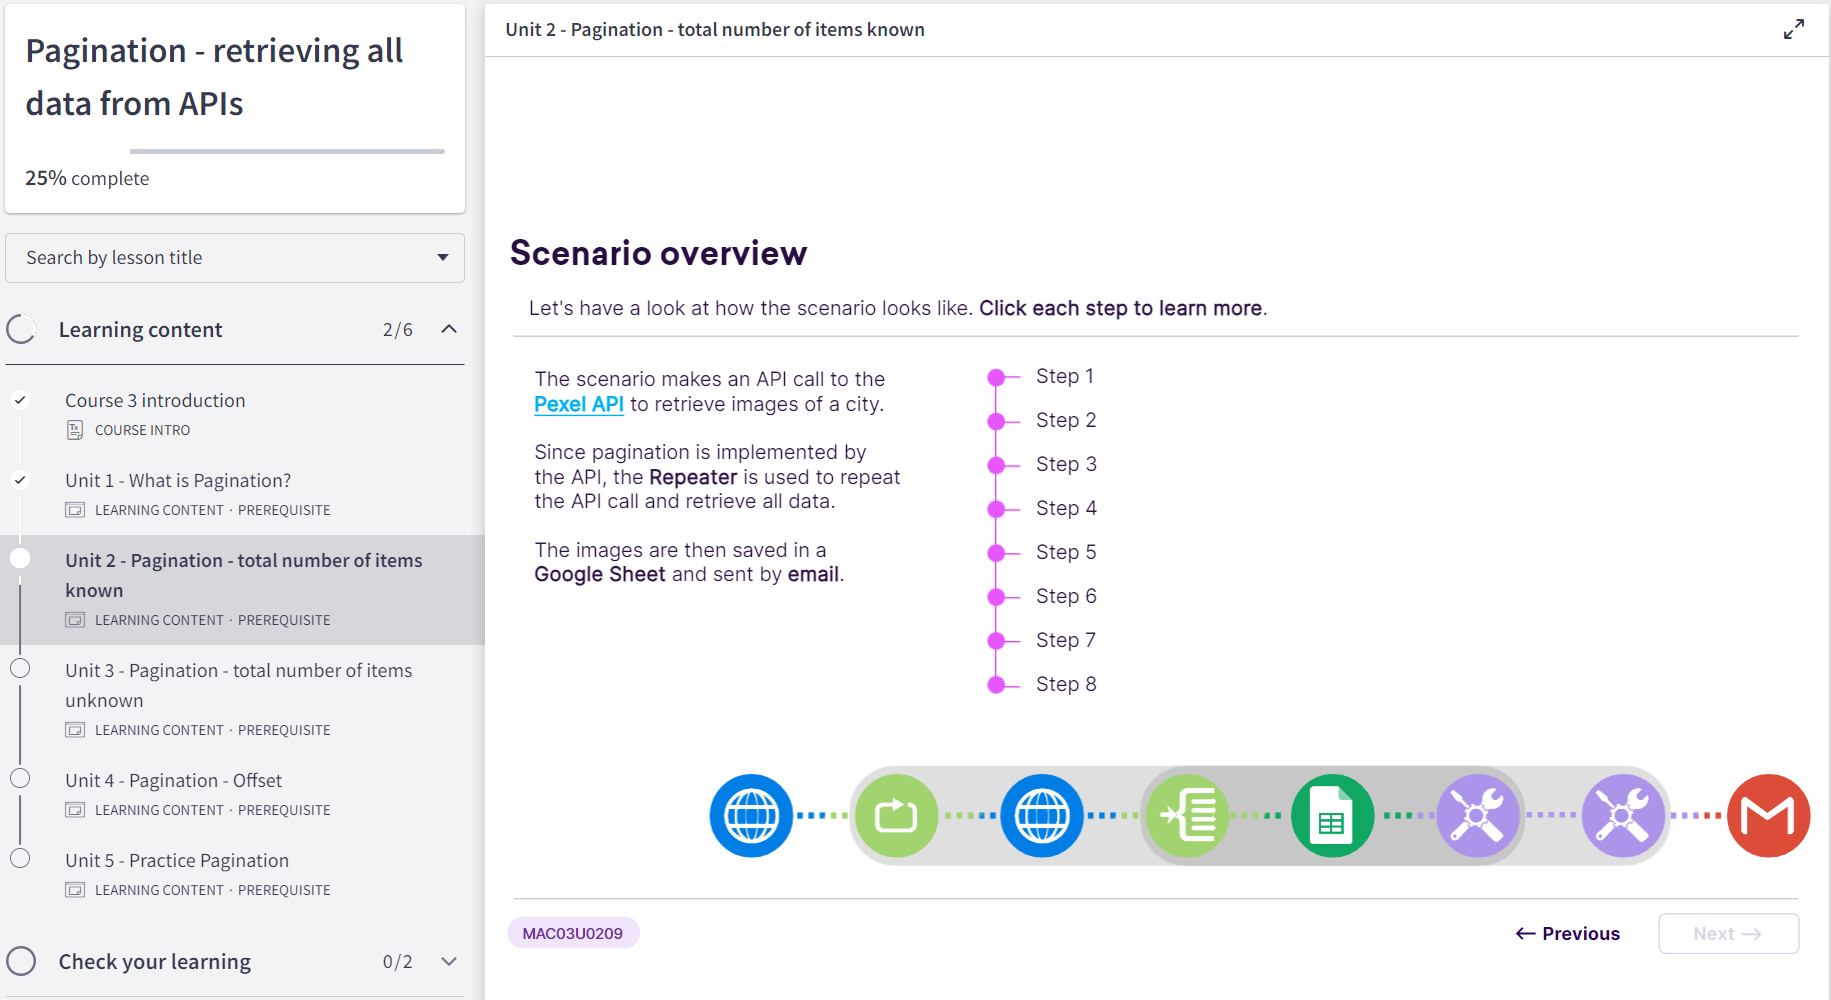 Pagination - retrieving all
data from APIs
25% complete
Search by lesson title
Learning content 2/6
Course 3 introduction
COURSE INTRO
Unit 1 - What is Pagination?
LEARNING CONTENT · PREREQUISITE
Unit 2 - Pagination - total number of items
known
LEARNING CONTENT · PREREQUISITE
Unit 3 - Pagination - total number of items
unknown
LEARNING CONTENT · PREREQUISITE
Unit 4 - Pagination - Offset
LEARNING CONTENT · PREREQUISITE
Unit 5 - Practice Pagination
LEARNING CONTENT · PREREQUISITE
Check your learning 0/2
Unit 2 - Pagination - total number of items known
Scenario overview
Let's have a look at how the scenario looks like. Click each step to learn more.
The scenario makes an API call to the
Pexel API to retrieve images of a city.
Since pagination is implemented by
the API, the Repeater is used to repeat
the API call and retrieve all data.
The images are then saved in a
Google Sheet and sent by email.
Step 1
Step 2
Step 3
Step 4
Step 5
Step 6
Step 7
Step 8
MAC03U0209
← Previous
Next →